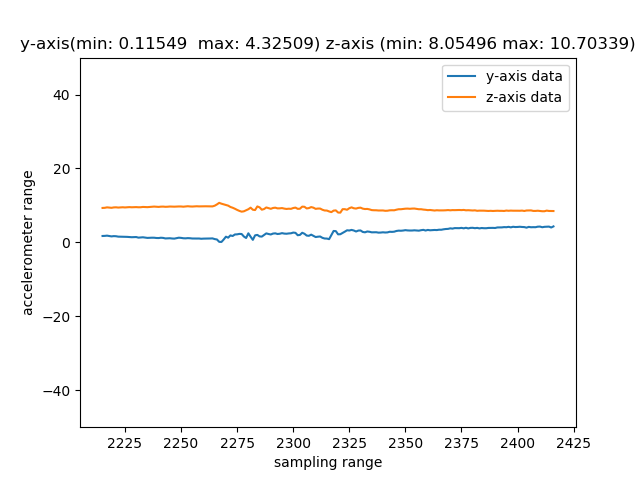 y-axis(min: 0.11549  max: 4.32509) z-axis (min: 8.05496 max: 10.70339)
y-axis data
z-axis data
40
20
0
−20
−40
accelerometer range
2225 2250 2275 2300 2325 2350 2375 2400 2425
sampling range